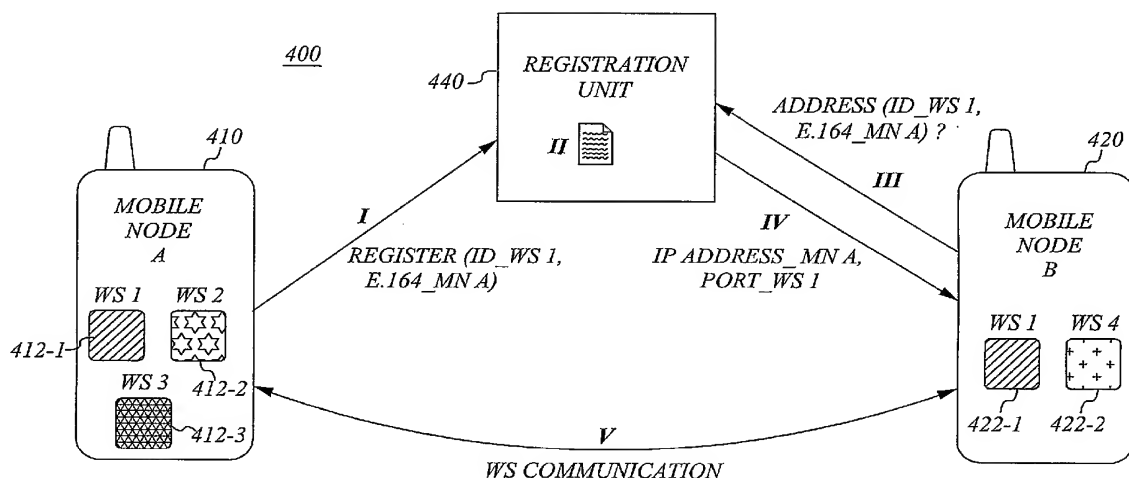 400
440
REGISTRATION
UNIT
II
ADDRESS (ID_WS 1,
E.164_MN A) ?
410
420
MOBILE
NODE
A
I
III
IV
MOBILE
NODE
B
REGISTER (ID_WS 1,
E.164_MN A)
IP ADDRESS_MN A,
PORT_WS 1
WS 1
WS 2
412-1
412-2
WS 3
412-3
WS 1
WS 4
422-1
422-2
V
WS COMMUNICATION